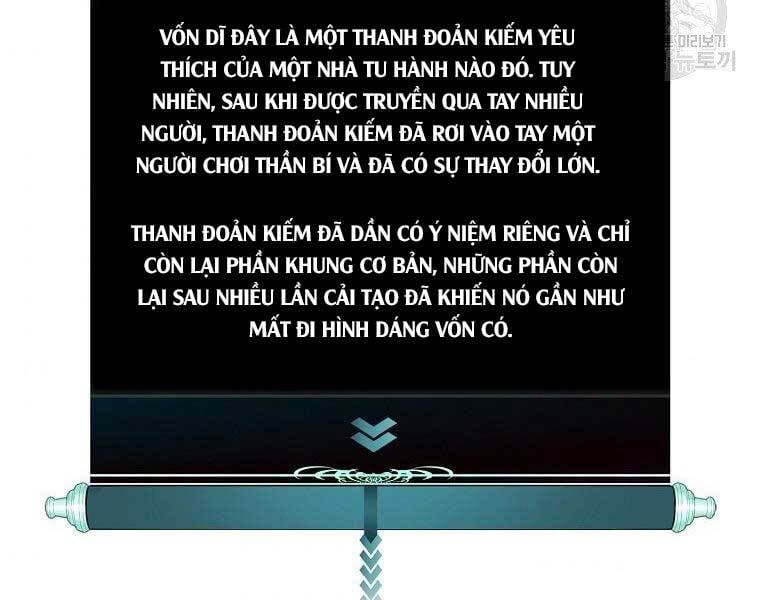 미리보기
뉴토끼
VỐN DĨ ĐÂY LÀ MỘT THANH ĐOẢN KIẾM YÊU
THÍCH CỦA MỘT NHÀ TU HÀNH NÀO ĐÓ. TUY
NHIÊN, SAU KHI ĐƯỢC TRUYỀN QUA TAY NHIỀU
NGƯỜI, THANH ĐOẢN KIẾM ĐÃ RƠI VÀO TAY MỘT
NGƯỜI CHƠI THẦN BÍ VÀ ĐÃ CÓ SỰ THAY ĐỔI LỚN.
THANH ĐOẢN KIẾM ĐÃ DẦN CÓ Ý NIỆM RIÊNG VÀ CHỈ
CÒN LẠI PHẦN KHUNG CƠ BẢN, NHỮNG PHẦN CÒN
LẠI SAU NHIỀU LẦN CẢI TẠO ĐÃ KHIẾN NÓ GẦN NHƯ
MẤT ĐI HÌNH DÁNG VỐN CÓ.